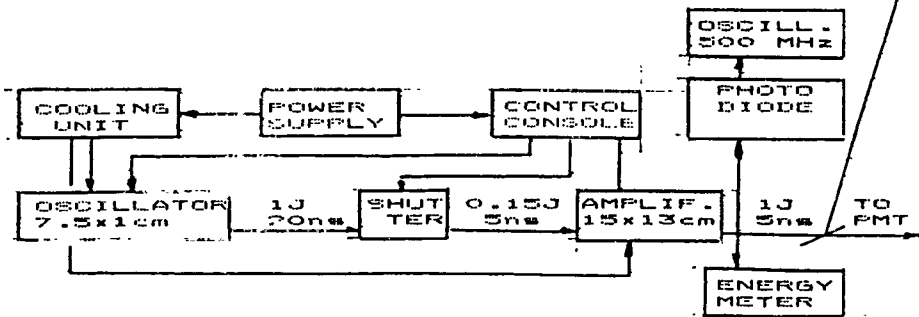 OSCILL.
500 MHz
PHOTO
DIODE
COOLING
UNIT
POWER
SUPPLY
CONTROL
CONSOLE
OSCILLATOR
7.5x1cm
1J
20ns
SHUT
TER
0.15J
5ns
AMPLIF.
15x13cm
1J
5ns
TO
PMT
ENERGY
METER